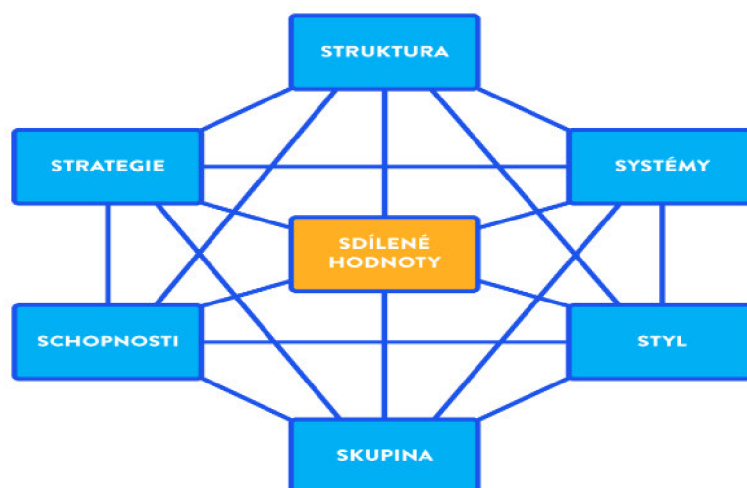 STRUKTURA
STRATEGIE
SYSTÉMY
SDÍLENÉ
HODNOTY
SCHOPNOSTI
STYL
SKUPINA